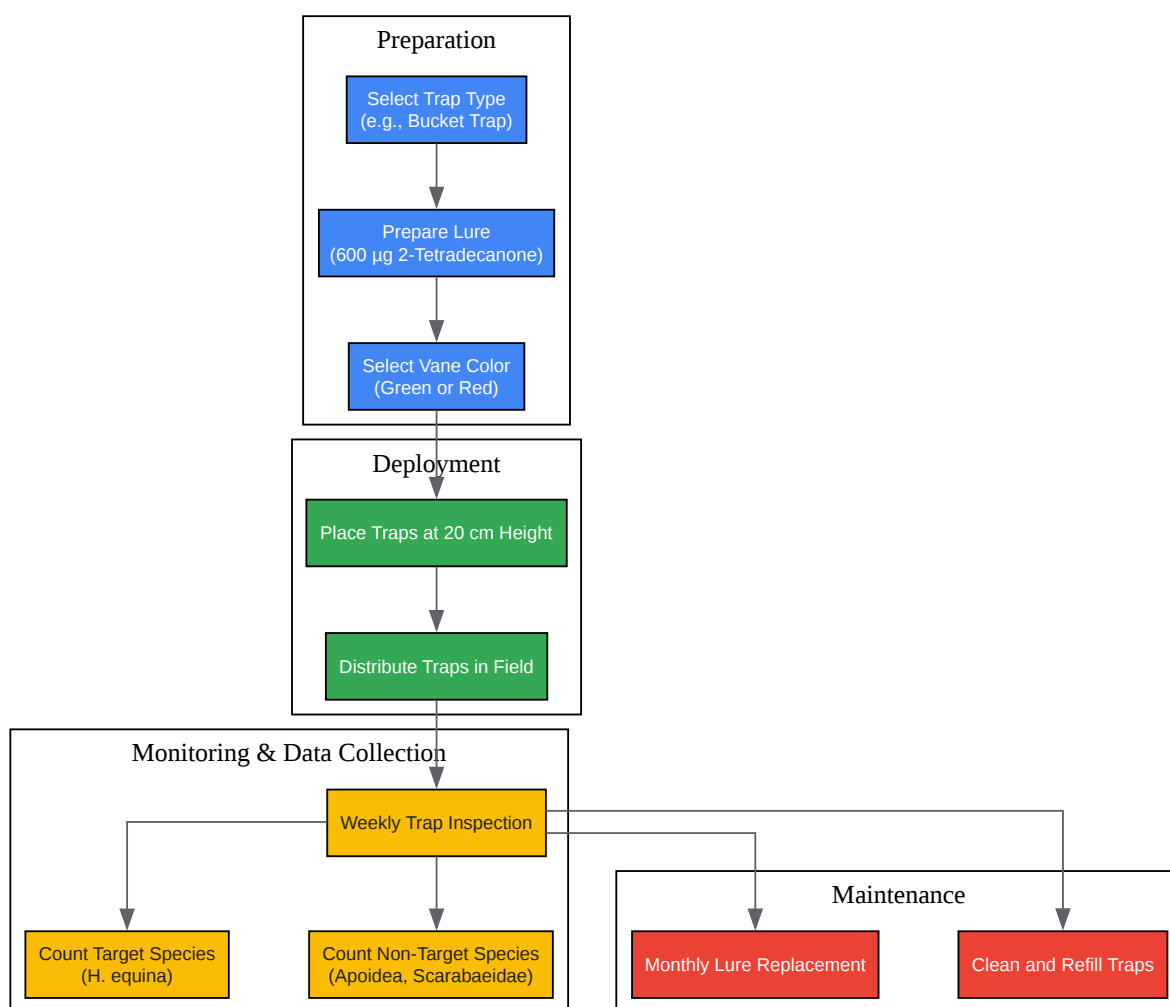 Preparation
Select Trap Type
(e.g., Bucket Trap)
Prepare Lure
(600 µg 2-Tetradecanone)
Select Vane Color
(Green or Red)
Deployment
Place Traps at 20 cm Height
Distribute Traps in Field
Monitoring & Data Collection
Weekly Trap Inspection
Count Target Species
(H. equina)
Count Non-Target Species
(Apoidea, Scarabaeidae)
Maintenance
Monthly Lure Replacement
Clean and Refill Traps